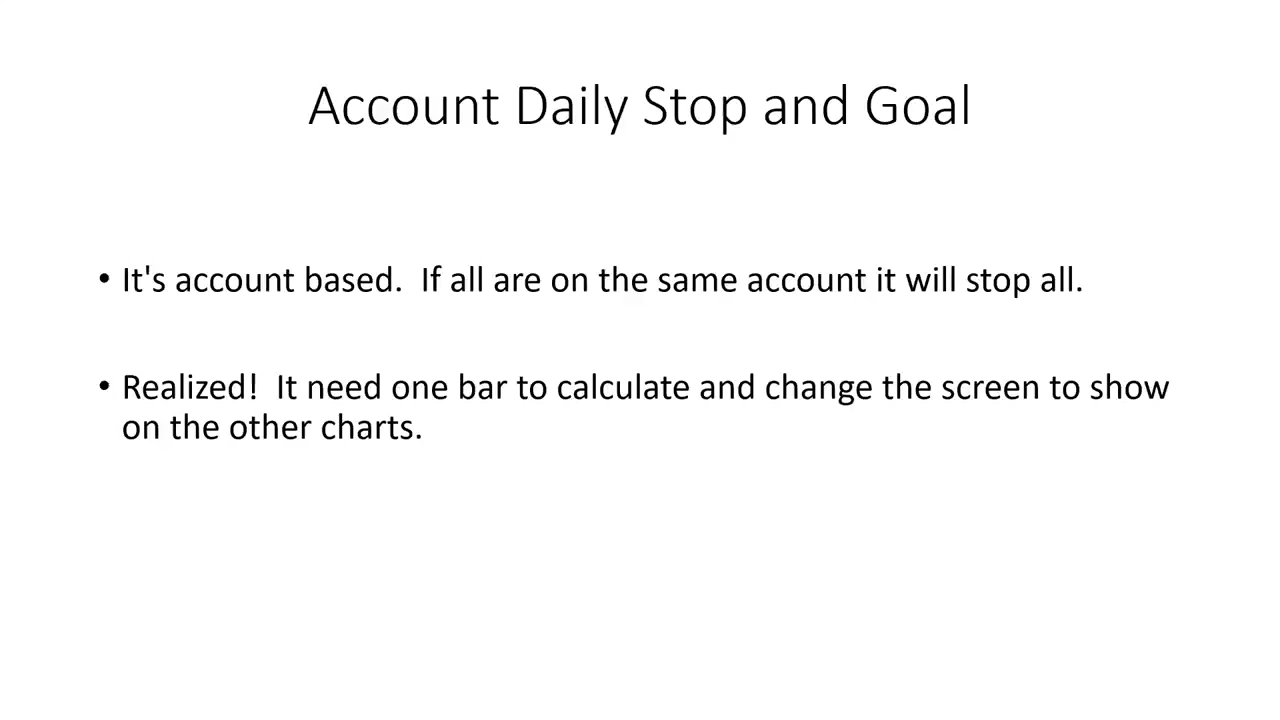 Account Daily Stop and Goal
• It's account based.  If all are on the same account it will stop all.
• Realized!  It need one bar to calculate and change the screen to show
on the other charts.